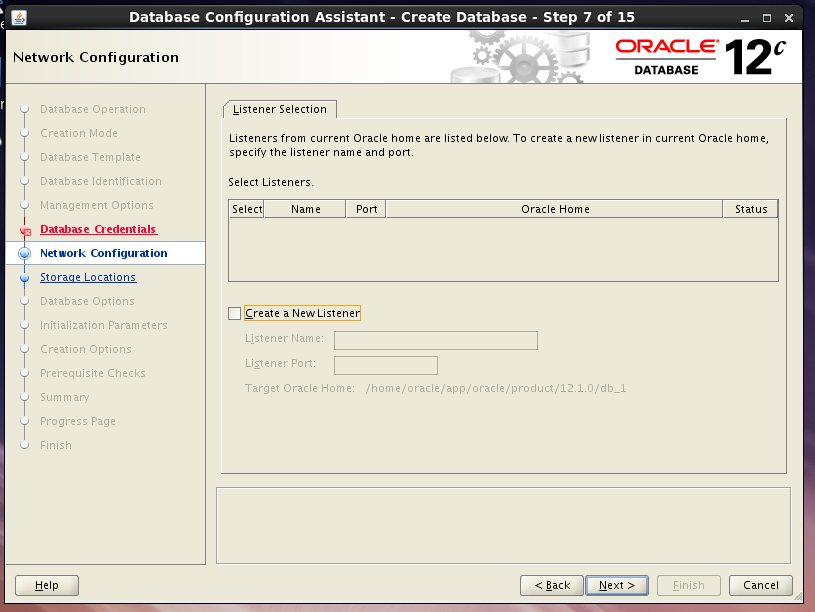 Database Configuration Assistant - Create Database - Step 7 of 15
Network Configuration
ORACLE
DATABASE
12c
Database Operation
Creation Mode
Database Template
Database Identification
Management Options
Database Credentials
Network Configuration
Storage Locations
Database Options
Initialization Parameters
Creation Options
Prerequisite Checks
Summary
Progress Page
Finish
Listener Selection
Listeners from current Oracle home are listed below. To create a new listener in current Oracle home,
specify the listener name and port.
Select Listeners.
Select Name Port Oracle Home Status
Create a New Listener
Listener Name:
Listener Port:
Target Oracle Home: /home/oracle/app/oracle/product/12.1.0/db_1
Help
< Back Next > Finish Cancel